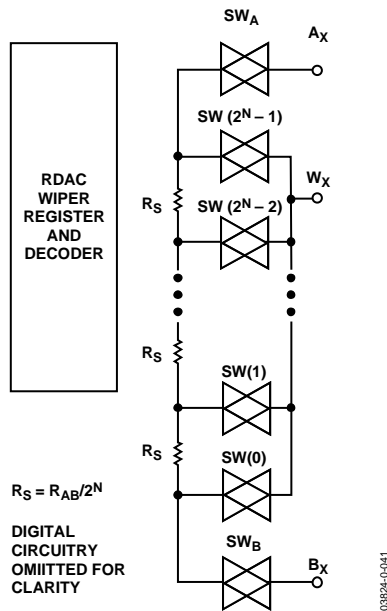 SWA
AX
SW (2N – 1)
WX
RDAC
WIPER
REGISTER
AND
DECODER
RS
SW (2N – 2)
RS
SW(1)
RS
SW(0)
RS = RAB/2N
DIGITAL
CIRCUITRY
OMIITED FOR
CLARITY
SWB
BX
03824-0-041